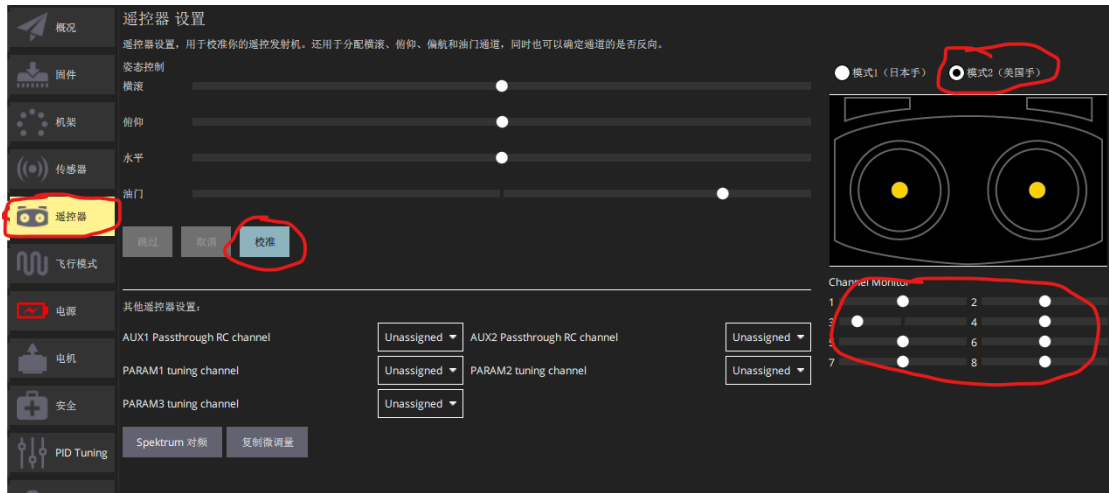 概况
固件
机架
传感器
遥控器
飞行模式
电源
电机
安全
PID Tuning
遥控器 设置
遥控器设置，用于校准你的遥控发射机。还用于分配横滚、俯仰、偏航和油门通道，同时也可以确定通道的是否反向。
姿态控制
横滚
俯仰
水平
油门
跳过 取消 校准
其他遥控器设置：
AUX1 Passthrough RC channel Unassigned AUX2 Passthrough RC channel Unassigned
PARAM1 tuning channel Unassigned PARAM2 tuning channel Unassigned
PARAM3 tuning channel Unassigned
Spektrum 对频 复制微调量
模式1（日本手） 模式2（美国手）
Channel Monitor
1 2
3 4
5 6
7 8